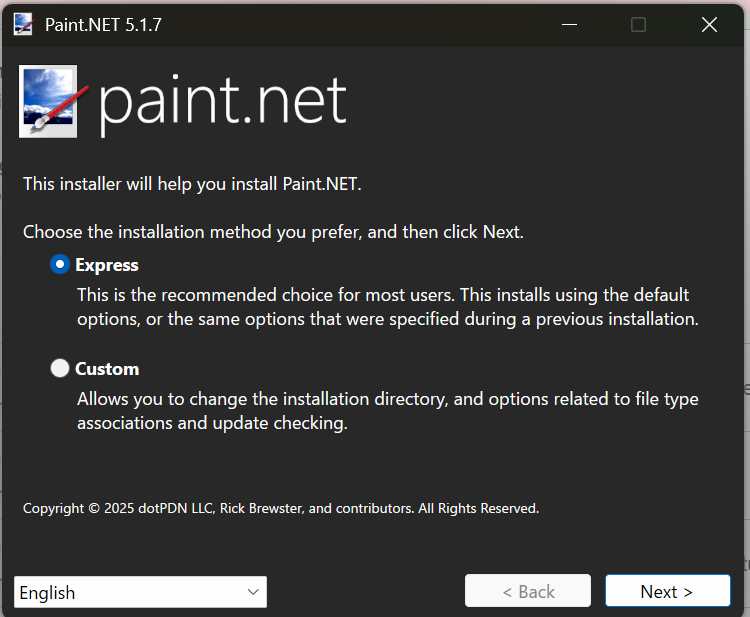 Paint.NET 5.1.7
paint.net
This installer will help you install Paint.NET.
Choose the installation method you prefer, and then click Next.
Express
This is the recommended choice for most users. This installs using the default
options, or the same options that were specified during a previous installation.
Custom
Allows you to change the installation directory, and options related to file type
associations and update checking.
Copyright © 2025 dotPDN LLC, Rick Brewster, and contributors. All Rights Reserved.
English
< Back
Next >